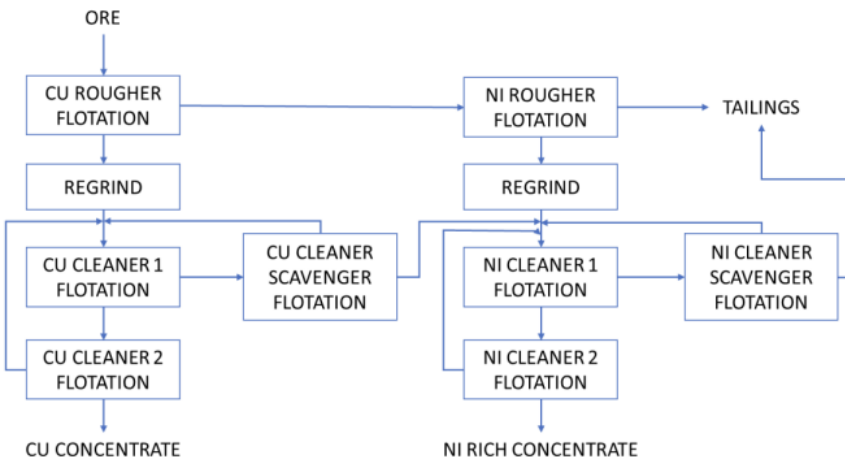 ORE
CU ROUGHER
FLOTATION
NI ROUGHER
FLOTATION
TAILINGS
REGRIND
REGRIND
CU CLEANER 1
FLOTATION
CU CLEANER
SCAVENGER
FLOTATION
NI CLEANER 1
FLOTATION
NI CLEANER
SCAVENGER
FLOTATION
CU CLEANER 2
FLOTATION
NI CLEANER 2
FLOTATION
CU CONCENTRATE
NI RICH CONCENTRATE